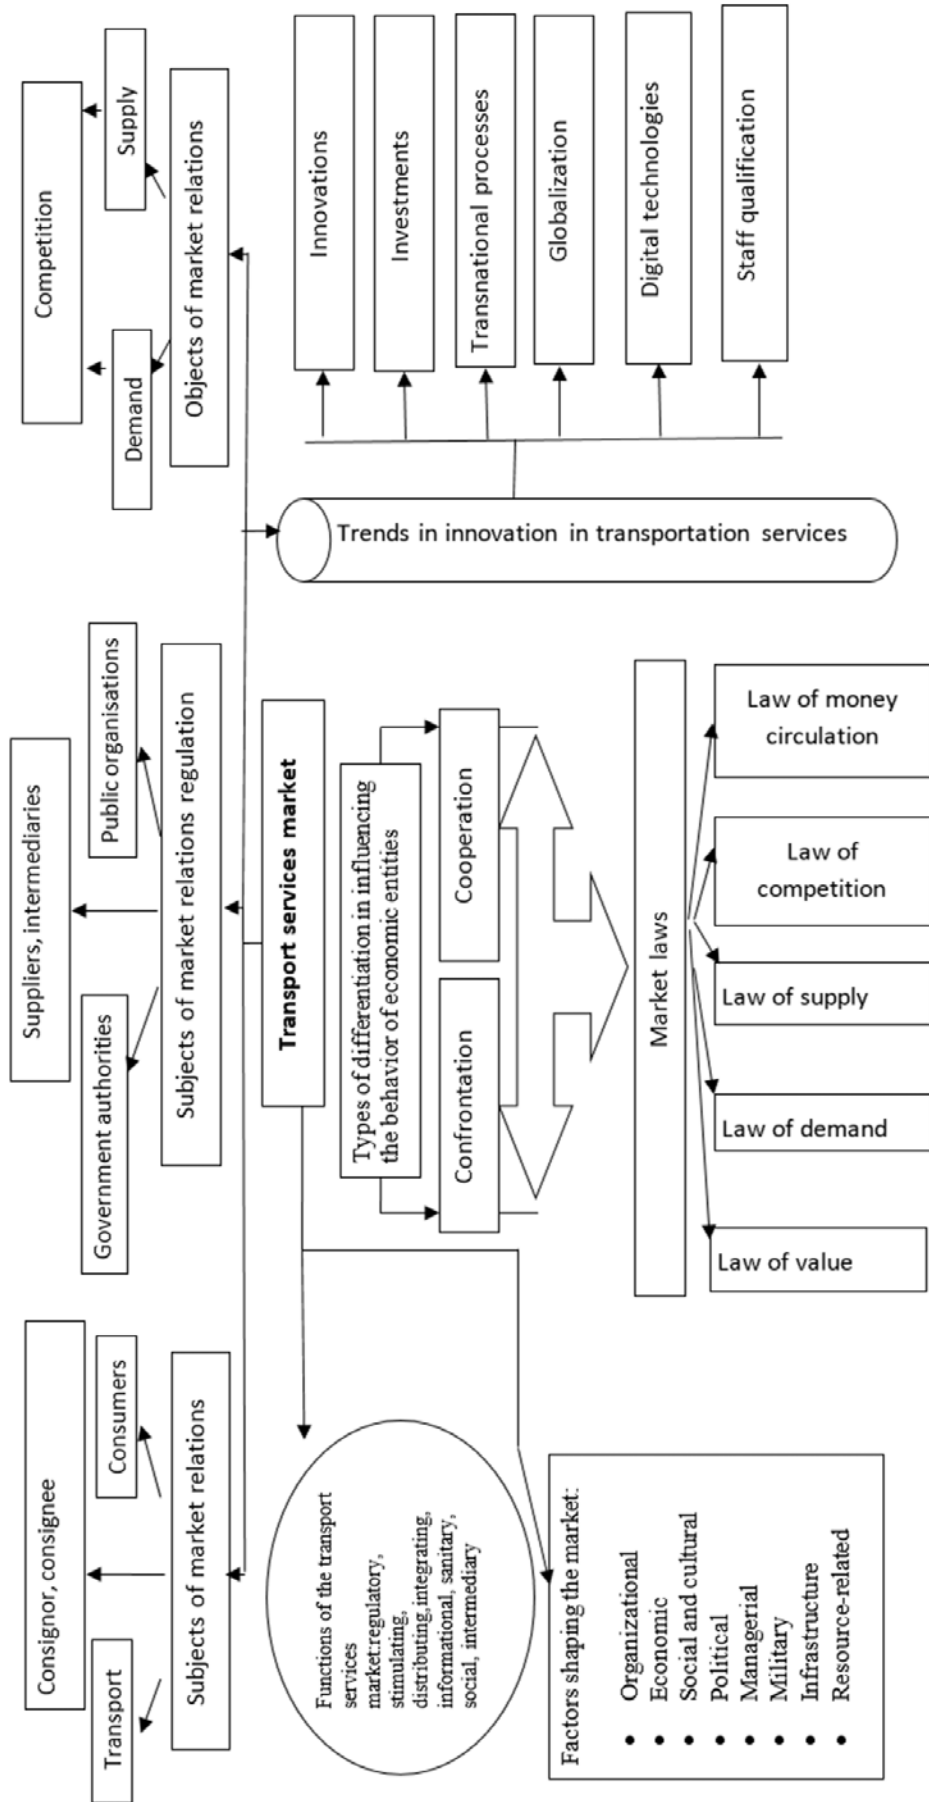 Consignor, consignee
Transport
Consumers
Subjects of market relations
Suppliers, intermediaries
Government authorities
Public organisations
Subjects of market relations regulation
Competition
Demand
Supply
Objects of market relations
Transport services market
Functions of the transport
services
market:regulatory,
stimulating,
distributing,integrating,
informational, sanitary,
social, intermediary
Factors shaping the market:
• Organizational
• Economic
• Social and cultural
• Political
• Managerial
• Military
• Infrastructure
• Resource-related
Types of differentiation in influencing
the behavior of economic entities
Confrontation
Cooperation
Market laws
Law of value
Law of demand
Law of supply
Law of
competition
Law of money
circulation
Trends in innovation in transportation services
Innovations
Investments
Transnational processes
Globalization
Digital technologies
Staff qualification